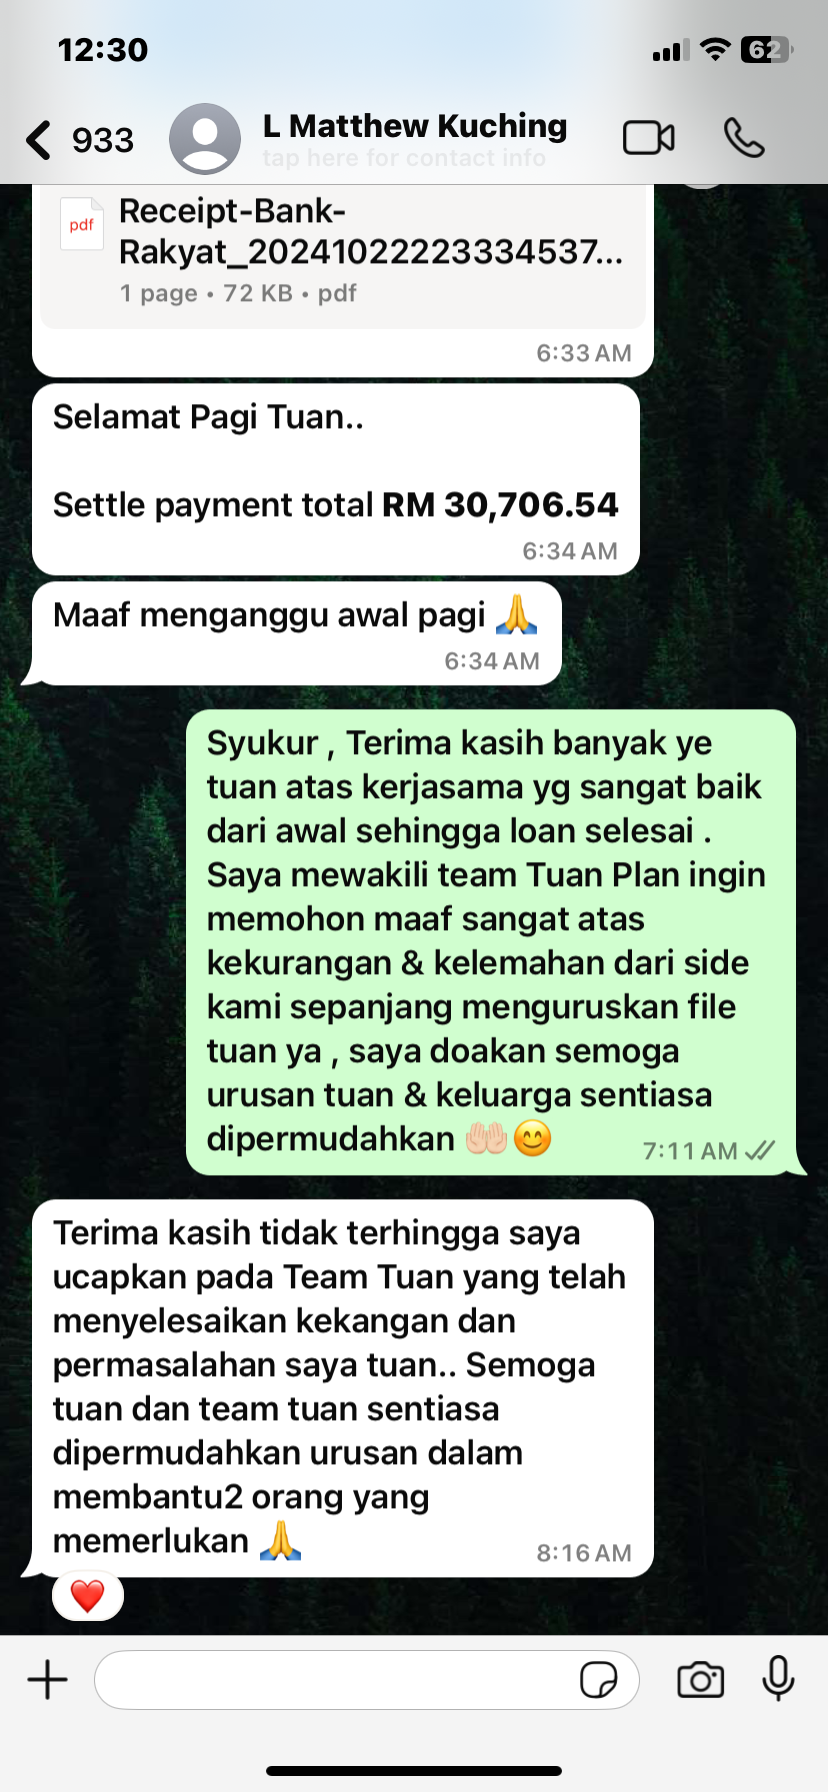 12:30
62
933
L Matthew Kuching
tap here for contact info
pdf
Receipt-Bank-
Rakyat_20241022223334537...
1 page • 72 KB • pdf
6:33 AM
Selamat Pagi Tuan..
Settle payment total RM 30,706.54
6:34 AM
Maaf menganggu awal pagi 🙏
6:34 AM
Syukur , Terima kasih banyak ye
tuan atas kerjasama yg sangat baik
dari awal sehingga loan selesai .
Saya mewakili team Tuan Plan ingin
memohon maaf sangat atas
kekurangan & kelemahan dari side
kami sepanjang menguruskan file
tuan ya , saya doakan semoga
urusan tuan & keluarga sentiasa
dipermudahkan 🤲🏻😊
7:11 AM
Terima kasih tidak terhingga saya
ucapkan pada Team Tuan yang telah
menyelesaikan kekangan dan
permasalahan saya tuan.. Semoga
tuan dan team tuan sentiasa
dipermudahkan urusan dalam
membantu2 orang yang
memerlukan 🙏
8:16 AM
❤️